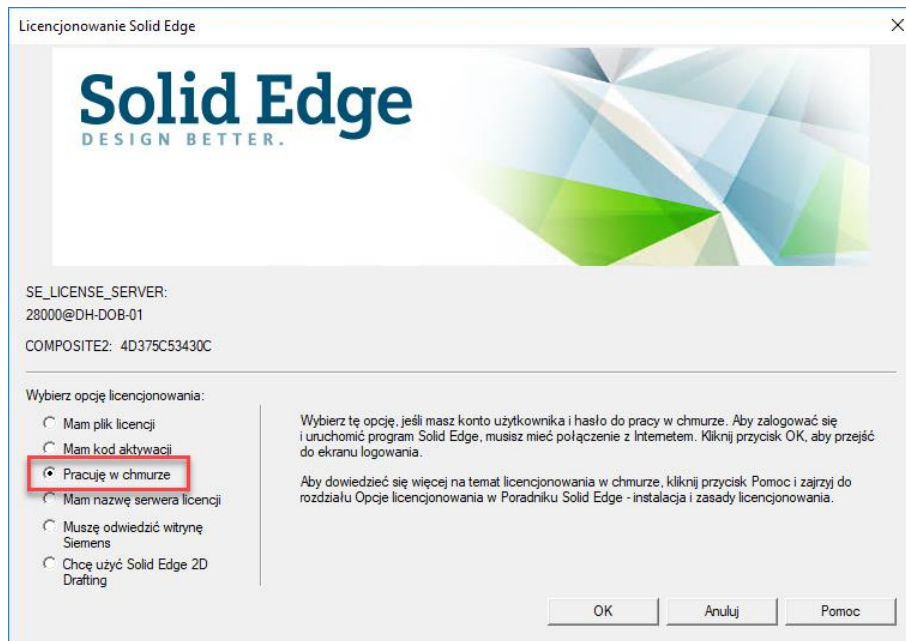 Licencjonowanie Solid Edge
Solid Edge
DESIGN BETTER.
SE_LICENSE_SERVER:
28000@DH-DOB-01
COMPOSITE2: 4D375C53430C
Wybierz opcję licencjonowania:
Mam plik licencji
Mam kod aktywacji
Pracuję w chmurze
Mam nazwę serwera licencji
Muszę odwiedzić witrynę
Siemens
Chcę użyć Solid Edge 2D
Drafting
Wybierz tę opcję, jeśli masz konto użytkownika i hasło do pracy w chmurze. Aby zalogować się
i uruchomić program Solid Edge, musisz mieć połączenie z Internetem. Kliknij przycisk OK, aby przejść
do ekranu logowania.
Aby dowiedzieć się więcej na temat licencjonowania w chmurze, kliknij przycisk Pomoc i zajrzyj do
rozdziału Opcje licencjonowania w Poradniku Solid Edge - instalacja i zasady licencjonowania.
OK
Anuluj
Pomoc